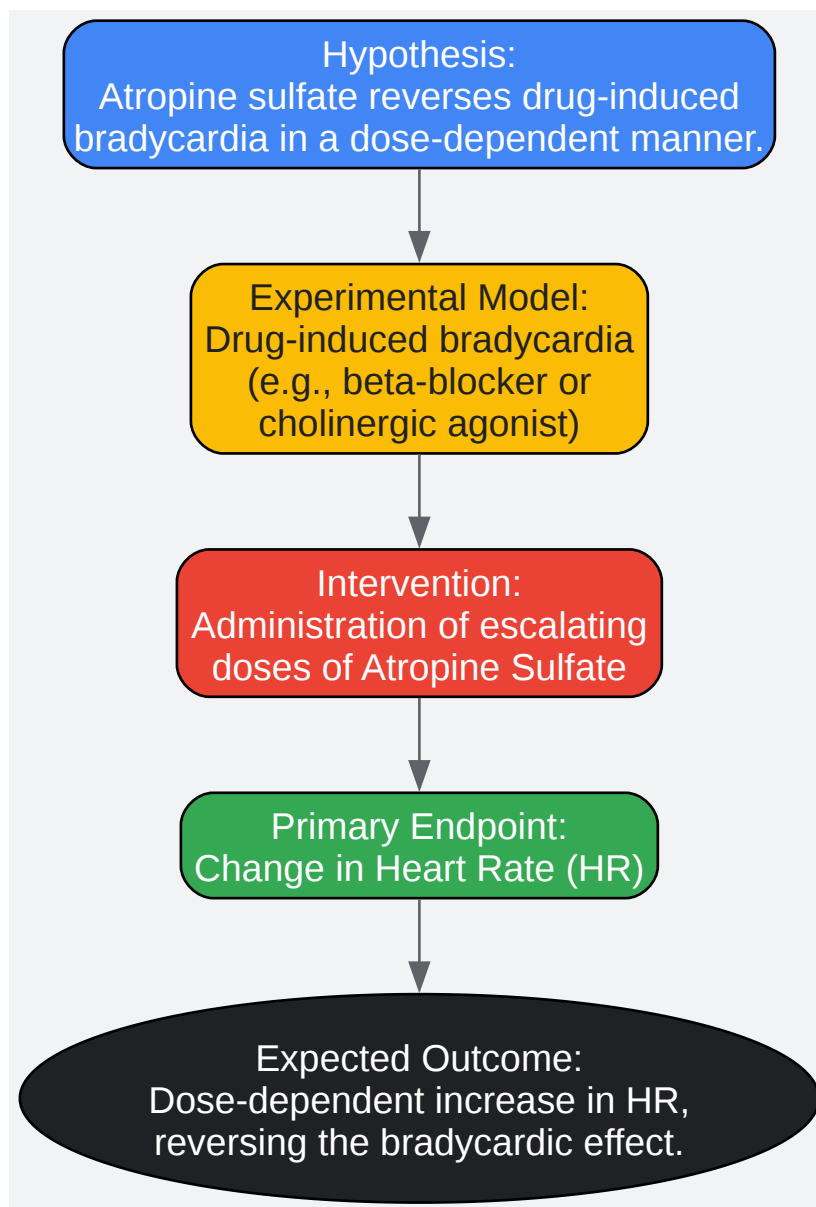 Hypothesis:
Atropine sulfate reverses drug-induced
bradycardia in a dose-dependent manner.
Experimental Model:
Drug-induced bradycardia
(e.g., beta-blocker or
cholinergic agonist)
Intervention:
Administration of escalating
doses of Atropine Sulfate
Primary Endpoint:
Change in Heart Rate (HR)
Expected Outcome:
Dose-dependent increase in HR,
reversing the bradycardic effect.